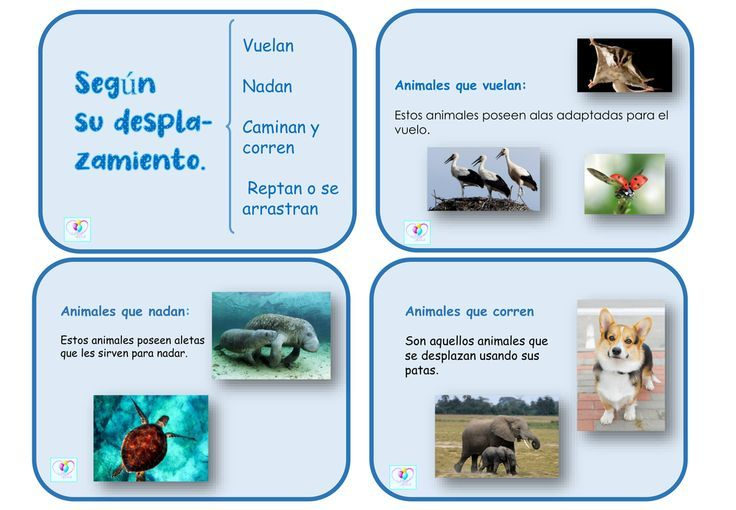 Según
su despla-
zamiento.
Vuelan
Nadan
Caminan y
corren
Reptan o se
arrastran
Animales que vuelan:
Estos animales poseen alas adaptadas para el
vuelo.
Animales que nadan:
Estos animales poseen aletas
que les sirven para nadar.
Animales que corren
Son aquellos animales que
se desplazan usando sus
patas.